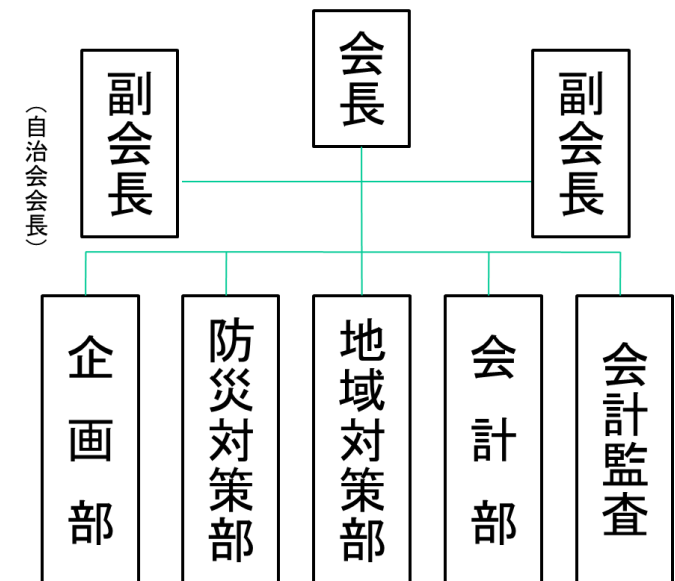 会長
副会長
(自治会会長)
副会長
企画部
防災対策部
地域対策部
会計部
会計監査